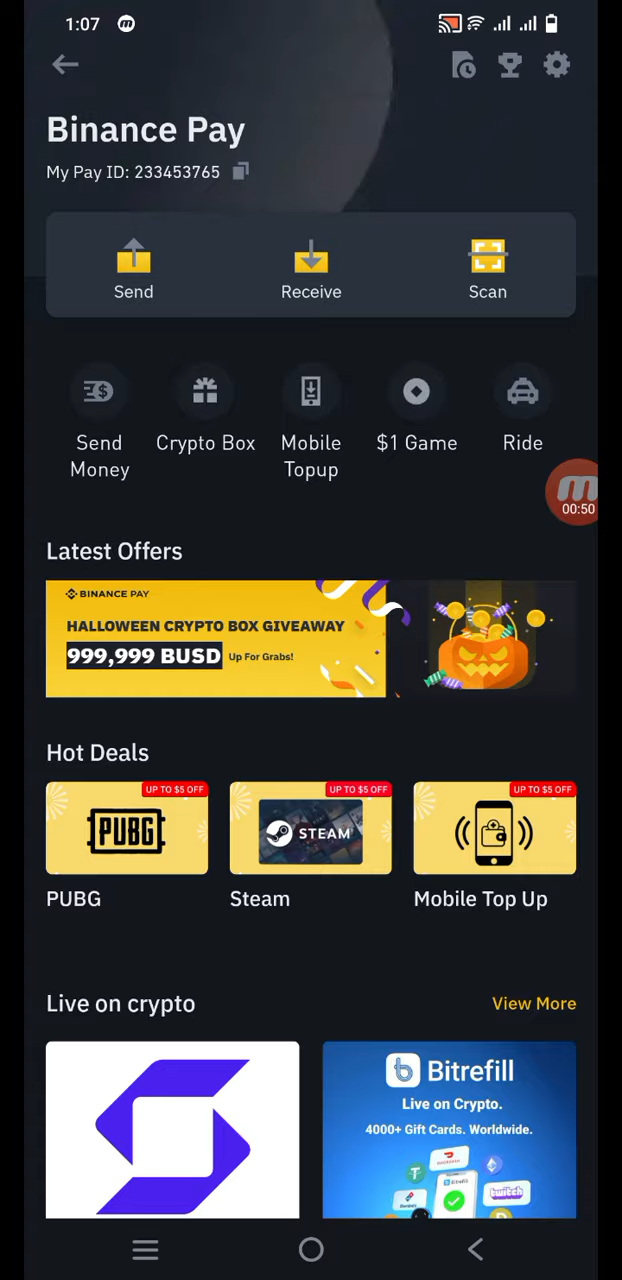 1:07
Binance Pay
My Pay ID: 233453765
Send
Receive
Scan
Send Money
Crypto Box
Mobile Topup
$1 Game
Ride
00:50
Latest Offers
BINANCE PAY
HALLOWEEN CRYPTO BOX GIVEAWAY
999,999 BUSD Up For Grabs!
Hot Deals
UP TO $5 OFF
UP TO $5 OFF
UP TO $5 OFF
PUBG
STEAM
PUBG
Steam
Mobile Top Up
Live on crypto
View More
Bitrefill
Live on Crypto.
4000+ Gift Cards. Worldwide.
Bitrefill
twitch